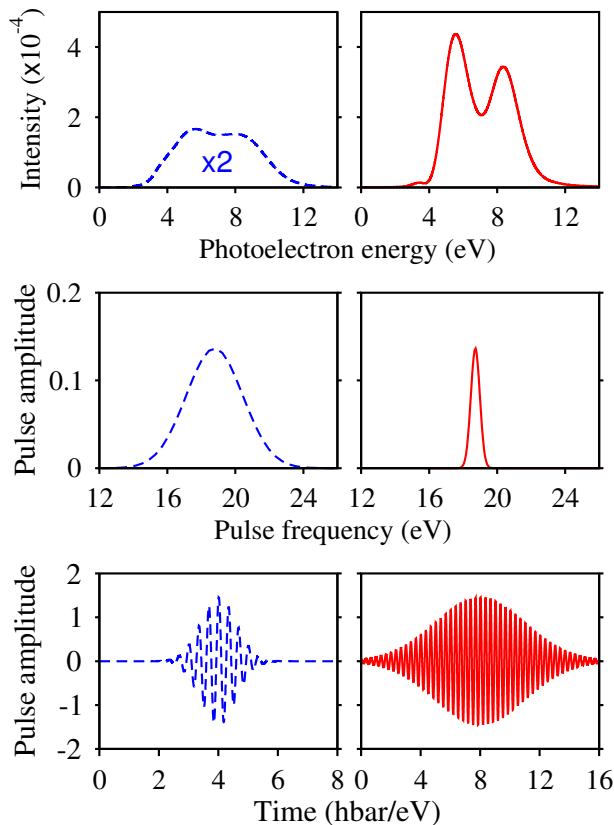 Intensity (x10-4)
4
2
0
x2
0 4 8 12
0 4 8 12
Photoelectron energy (eV)
Pulse amplitude
0.2
0.1
0
12 16 20 24
12 16 20 24
Pulse frequency (eV)
Pulse amplitude
2
1
0
-1
-2
0 2 4 6 8
0 4 8 12 16
Time (hbar/eV)